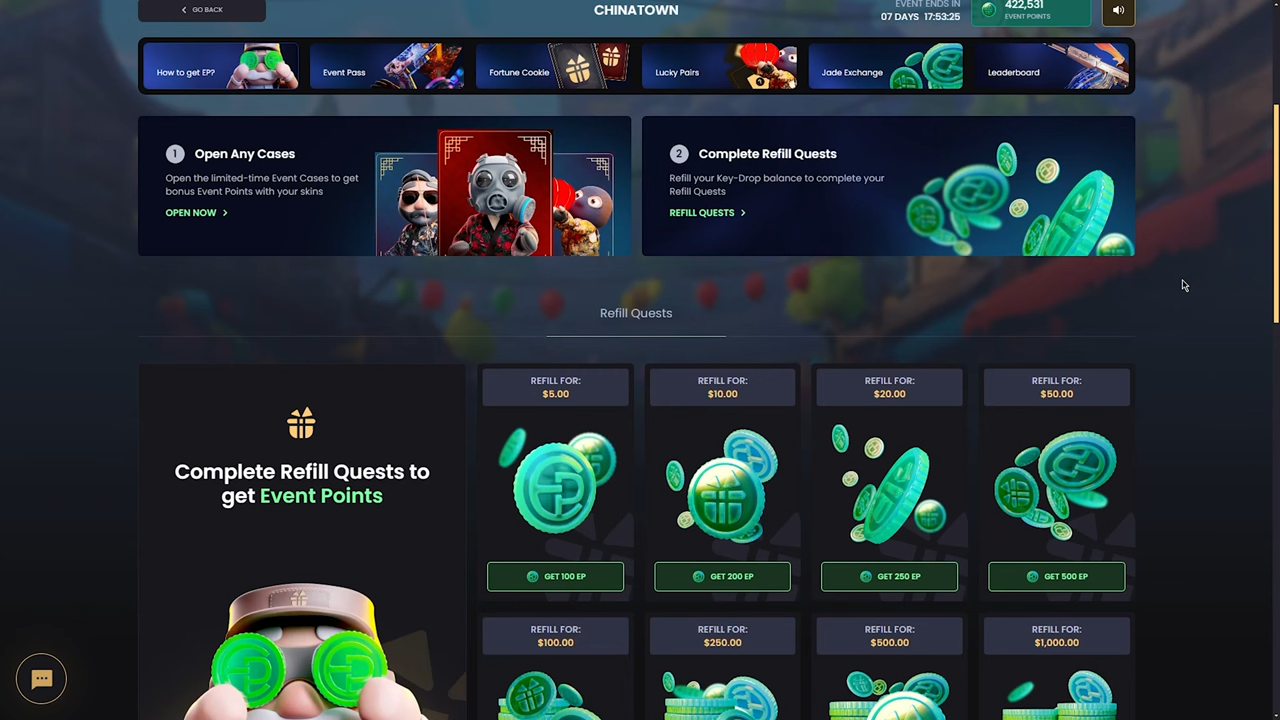 GO BACK
CHINATOWN
EVENT ENDS IN
07 DAYS 17:53:25
422,531
EVENT POINTS
How to get EP?
Event Pass
Fortune Cookie
Lucky Pairs
Jade Exchange
Leaderboard
1 Open Any Cases
Open the limited-time Event Cases to get
bonus Event Points with your skins
OPEN NOW
2 Complete Refill Quests
Refill your Key-Drop balance to complete your
Refill Quests
REFILL QUESTS
Refill Quests
Complete Refill Quests to
get Event Points
REFILL FOR:
$5.00
GET 100 EP
REFILL FOR:
$10.00
GET 200 EP
REFILL FOR:
$20.00
GET 250 EP
REFILL FOR:
$50.00
GET 500 EP
REFILL FOR:
$100.00
REFILL FOR:
$250.00
REFILL FOR:
$500.00
REFILL FOR:
$1,000.00